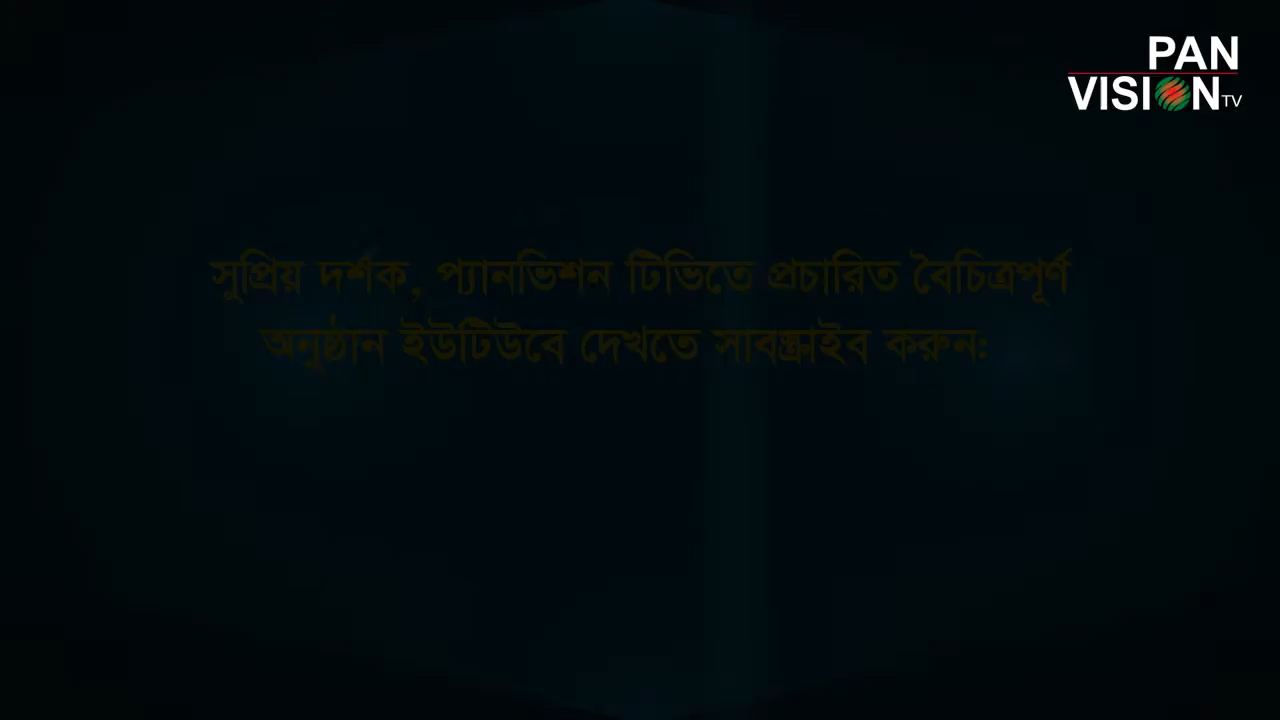 PAN
VISION TV
সুপ্রিয় দর্শক, প্যানভিশন টিভিতে প্রচারিত বৈচিত্রপূর্ণ
অনুষ্ঠান ইউটিউবে দেখতে সাবস্ক্রাইব করুন: